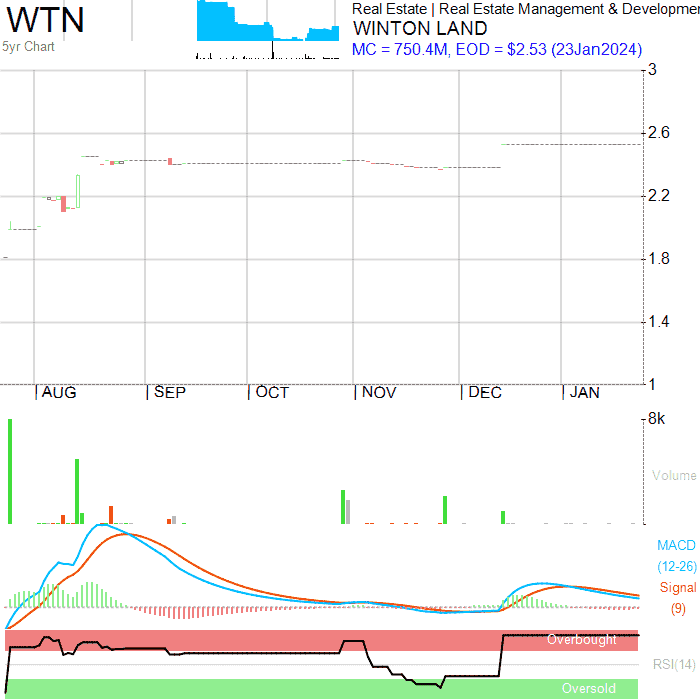 WTN
5yr Chart
Real Estate | Real Estate Management & Developmen
WINTON LAND
MC = 750.4M, EOD = $2.53 (23Jan2024)
3
2.6
2.2
1.8
1.4
1
|AUG |SEP |OCT |NOV |DEC |JAN
8k
Volume
MACD
(12-26)
Signal
(9)
Overbought
RSI(14)
Oversold